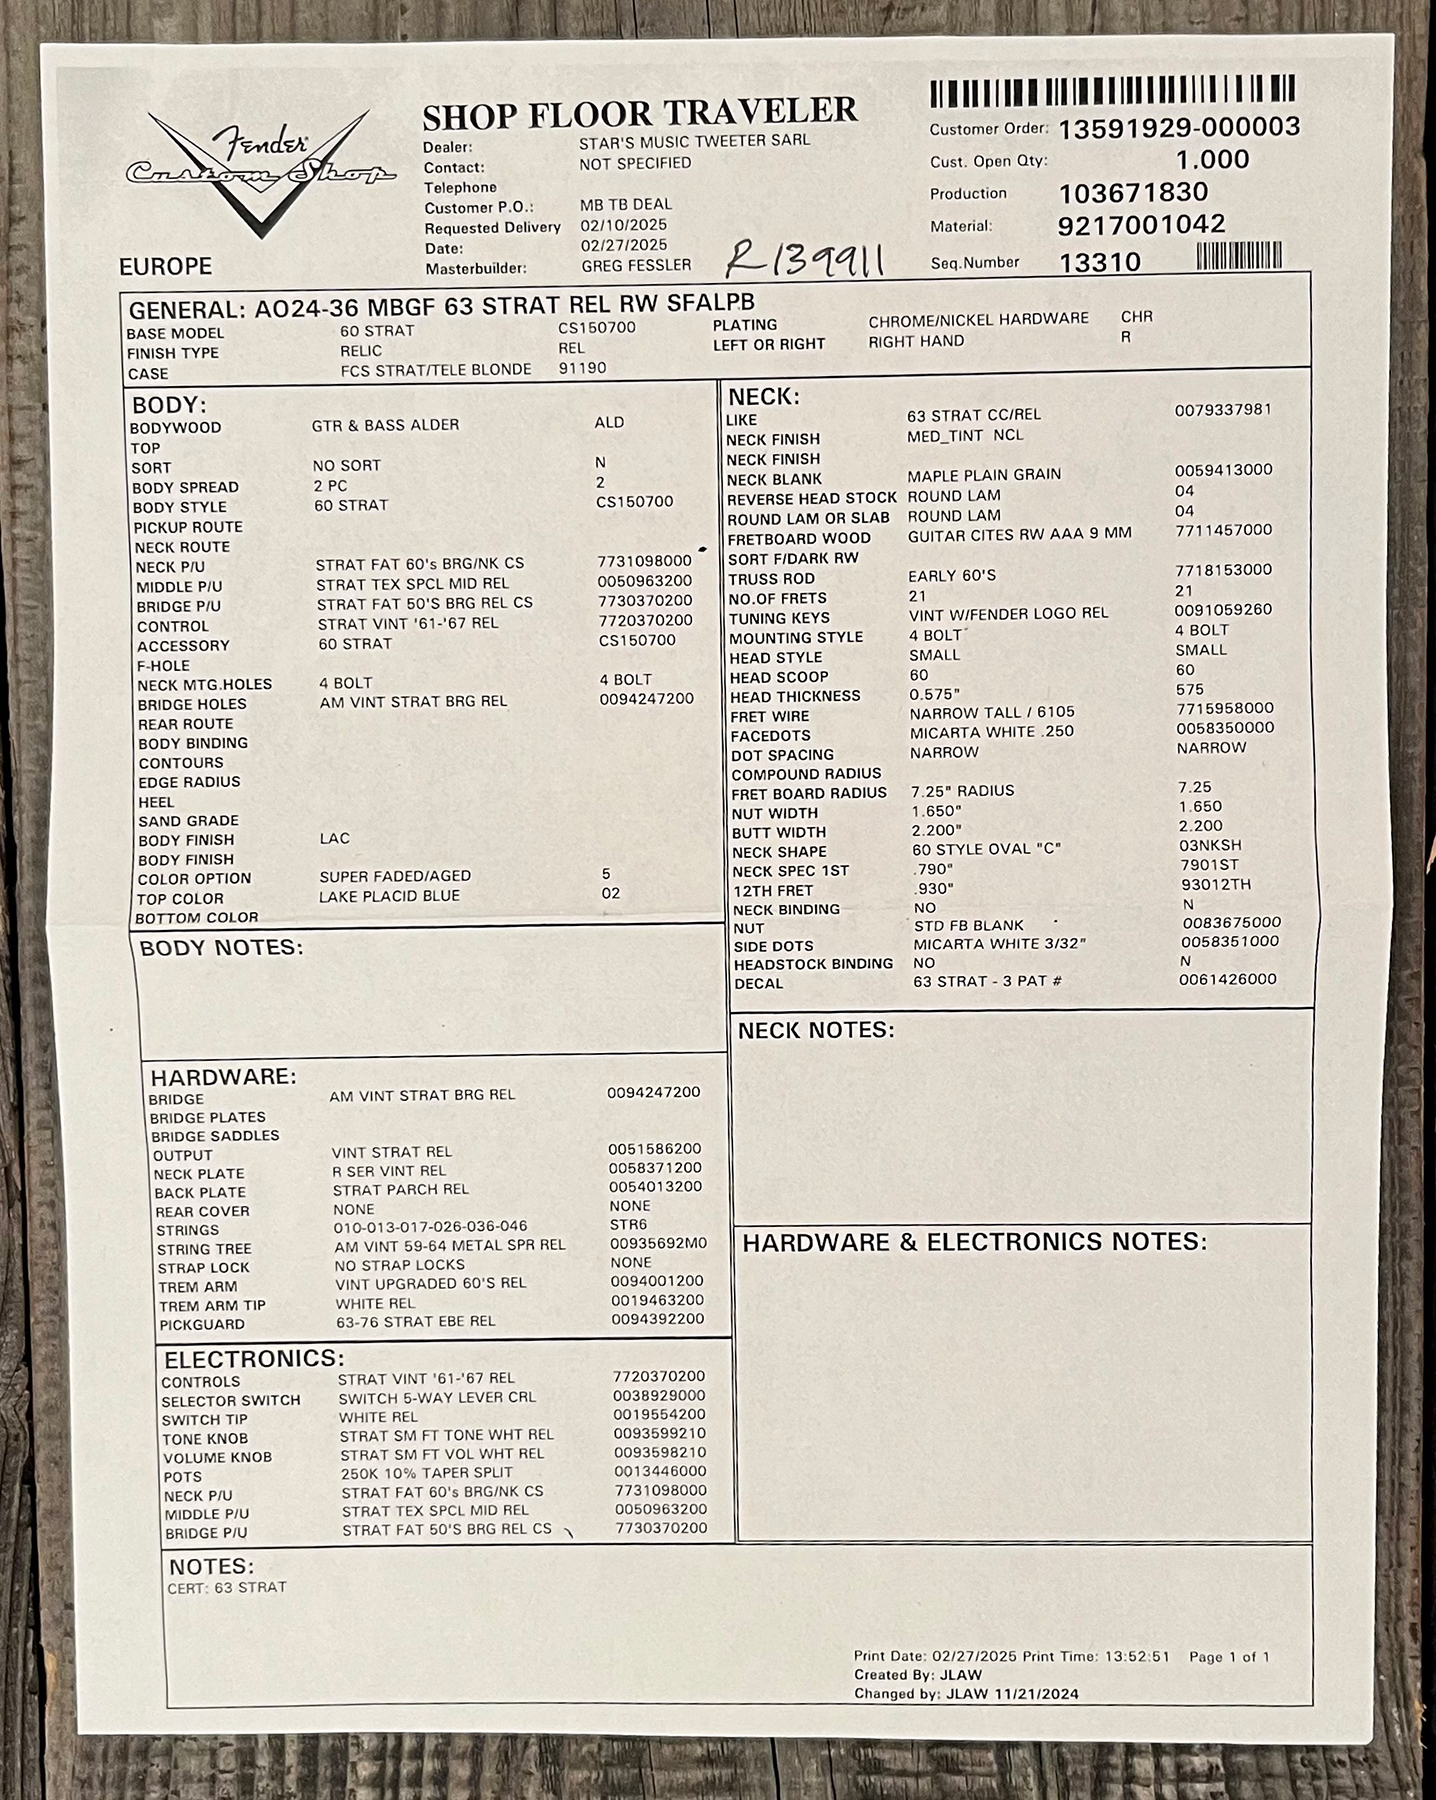 Fender
Custom Shop
EUROPE
SHOP FLOOR TRAVELER
Dealer: STAR'S MUSIC TWEETER SARL
Contact: NOT SPECIFIED
Telephone
Customer P.O.: MB TB DEAL
Requested Delivery 02/10/2025
Date: 02/27/2025
Masterbuilder: GREG FESSLER
R139911
Customer Order: 13591929-000003
Cust. Open Qty: 1.000
Production 103671830
Material: 9217001042
Seq.Number 13310
GENERAL: AO24-36 MBGF 63 STRAT REL RW SFALPB
BASE MODEL 60 STRAT CS150700
FINISH TYPE RELIC REL
CASE FCS STRAT/TELE BLONDE 91190
PLATING CHROME/NICKEL HARDWARE CHR
LEFT OR RIGHT RIGHT HAND R
BODY:
BODYWOOD GTR & BASS ALDER ALD
TOP
SORT NO SORT N
BODY SPREAD 2 PC 2
BODY STYLE 60 STRAT CS150700
PICKUP ROUTE
NECK ROUTE
NECK P/U STRAT FAT 60's BRG/NK CS 7731098000
MIDDLE P/U STRAT TEX SPCL MID REL 0050963200
BRIDGE P/U STRAT FAT 50'S BRG REL CS 7730370200
CONTROL STRAT VINT '61-'67 REL 7720370200
ACCESSORY 60 STRAT CS150700
F-HOLE
NECK MTG.HOLES 4 BOLT 4 BOLT
BRIDGE HOLES AM VINT STRAT BRG REL 0094247200
REAR ROUTE
BODY BINDING
CONTOURS
EDGE RADIUS
HEEL
SAND GRADE
BODY FINISH LAC
BODY FINISH
COLOR OPTION SUPER FADED/AGED 5
TOP COLOR LAKE PLACID BLUE 02
BOTTOM COLOR
BODY NOTES:
HARDWARE:
BRIDGE AM VINT STRAT BRG REL 0094247200
BRIDGE PLATES
BRIDGE SADDLES
OUTPUT VINT STRAT REL 0051586200
NECK PLATE R SER VINT REL 0058371200
BACK PLATE STRAT PARCH REL 0054013200
REAR COVER NONE NONE
STRINGS 010-013-017-026-036-046 STR6
STRING TREE AM VINT 59-64 METAL SPR REL 00935692M0
STRAP LOCK NO STRAP LOCKS NONE
TREM ARM VINT UPGRADED 60'S REL 0094001200
TREM ARM TIP WHITE REL 0019463200
PICKGUARD 63-76 STRAT EBE REL 0094392200
ELECTRONICS:
CONTROLS STRAT VINT '61-'67 REL 7720370200
SELECTOR SWITCH SWITCH 5-WAY LEVER CRL 0038929000
SWITCH TIP WHITE REL 0019554200
TONE KNOB STRAT SM FT TONE WHT REL 0093599210
VOLUME KNOB STRAT SM FT VOL WHT REL 0093598210
POTS 250K 10% TAPER SPLIT 0013446000
NECK P/U STRAT FAT 60's BRG/NK CS 7731098000
MIDDLE P/U STRAT TEX SPCL MID REL 0050963200
BRIDGE P/U STRAT FAT 50'S BRG REL CS 7730370200
NECK:
LIKE 63 STRAT CC/REL 0079337981
NECK FINISH MED_TINT NCL
NECK FINISH
NECK BLANK MAPLE PLAIN GRAIN 0059413000
REVERSE HEAD STOCK ROUND LAM 04
ROUND LAM OR SLAB ROUND LAM 04
FRETBOARD WOOD GUITAR CITES RW AAA 9 MM 7711457000
SORT F/DARK RW
TRUSS ROD EARLY 60'S 7718153000
NO.OF FRETS 21 21
TUNING KEYS VINT W/FENDER LOGO REL 0091059260
MOUNTING STYLE 4 BOLT 4 BOLT
HEAD STYLE SMALL SMALL
HEAD SCOOP 60 60
HEAD THICKNESS 0.575" 575
FRET WIRE NARROW TALL / 6105 7715958000
FACEDOTS MICARTA WHITE .250 0058350000
DOT SPACING NARROW NARROW
COMPOUND RADIUS
FRET BOARD RADIUS 7.25" RADIUS 7.25
NUT WIDTH 1.650" 1.650
BUTT WIDTH 2.200" 2.200
NECK SHAPE 60 STYLE OVAL "C" 03NKSH
NECK SPEC 1ST .790" 7901ST
12TH FRET .930" 93012TH
NECK BINDING NO N
NUT STD FB BLANK 0083675000
SIDE DOTS MICARTA WHITE 3/32" 0058351000
HEADSTOCK BINDING NO N
DECAL 63 STRAT - 3 PAT # 0061426000
NECK NOTES:
HARDWARE & ELECTRONICS NOTES:
NOTES:
CERT: 63 STRAT
Print Date: 02/27/2025 Print Time: 13:52:51 Page 1 of 1
Created By: JLAW
Changed by: JLAW 11/21/2024